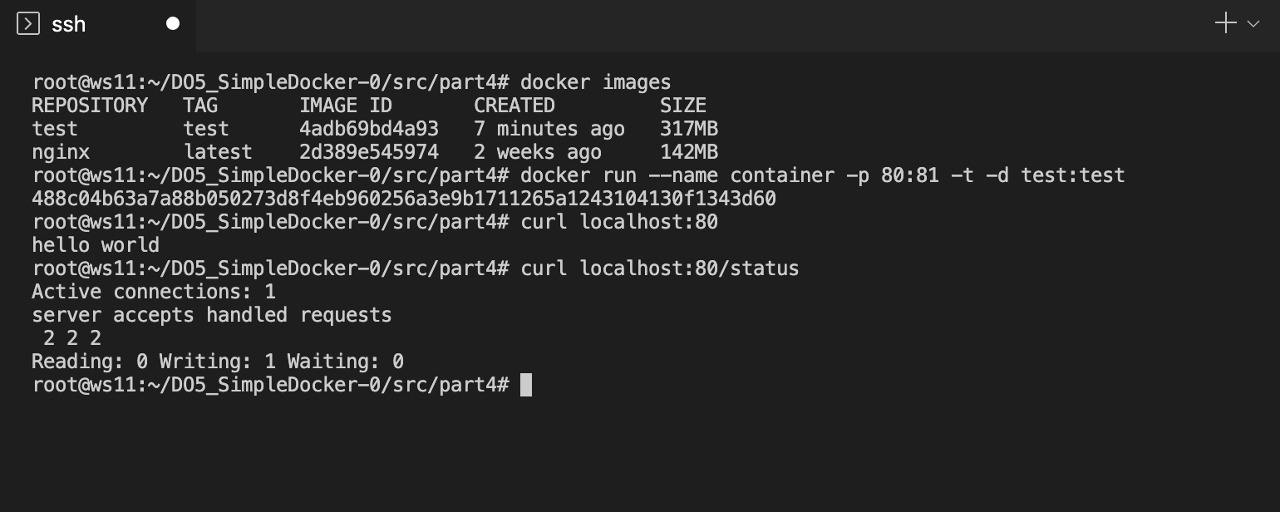 ssh
root@ws11:~/DO5_SimpleDocker-0/src/part4# docker images
REPOSITORY   TAG       IMAGE ID       CREATED         SIZE
test         test      4adb69bd4a93   7 minutes ago   317MB
nginx        latest    2d389e545974   2 weeks ago     142MB
root@ws11:~/DO5_SimpleDocker-0/src/part4# docker run --name container -p 80:81 -t -d test:test
488c04b63a7a88b050273d8f4eb960256a3e9b1711265a1243104130f1343d60
root@ws11:~/DO5_SimpleDocker-0/src/part4# curl localhost:80
hello world
root@ws11:~/DO5_SimpleDocker-0/src/part4# curl localhost:80/status
Active connections: 1
server accepts handled requests
 2 2 2
Reading: 0 Writing: 1 Waiting: 0
root@ws11:~/DO5_SimpleDocker-0/src/part4#